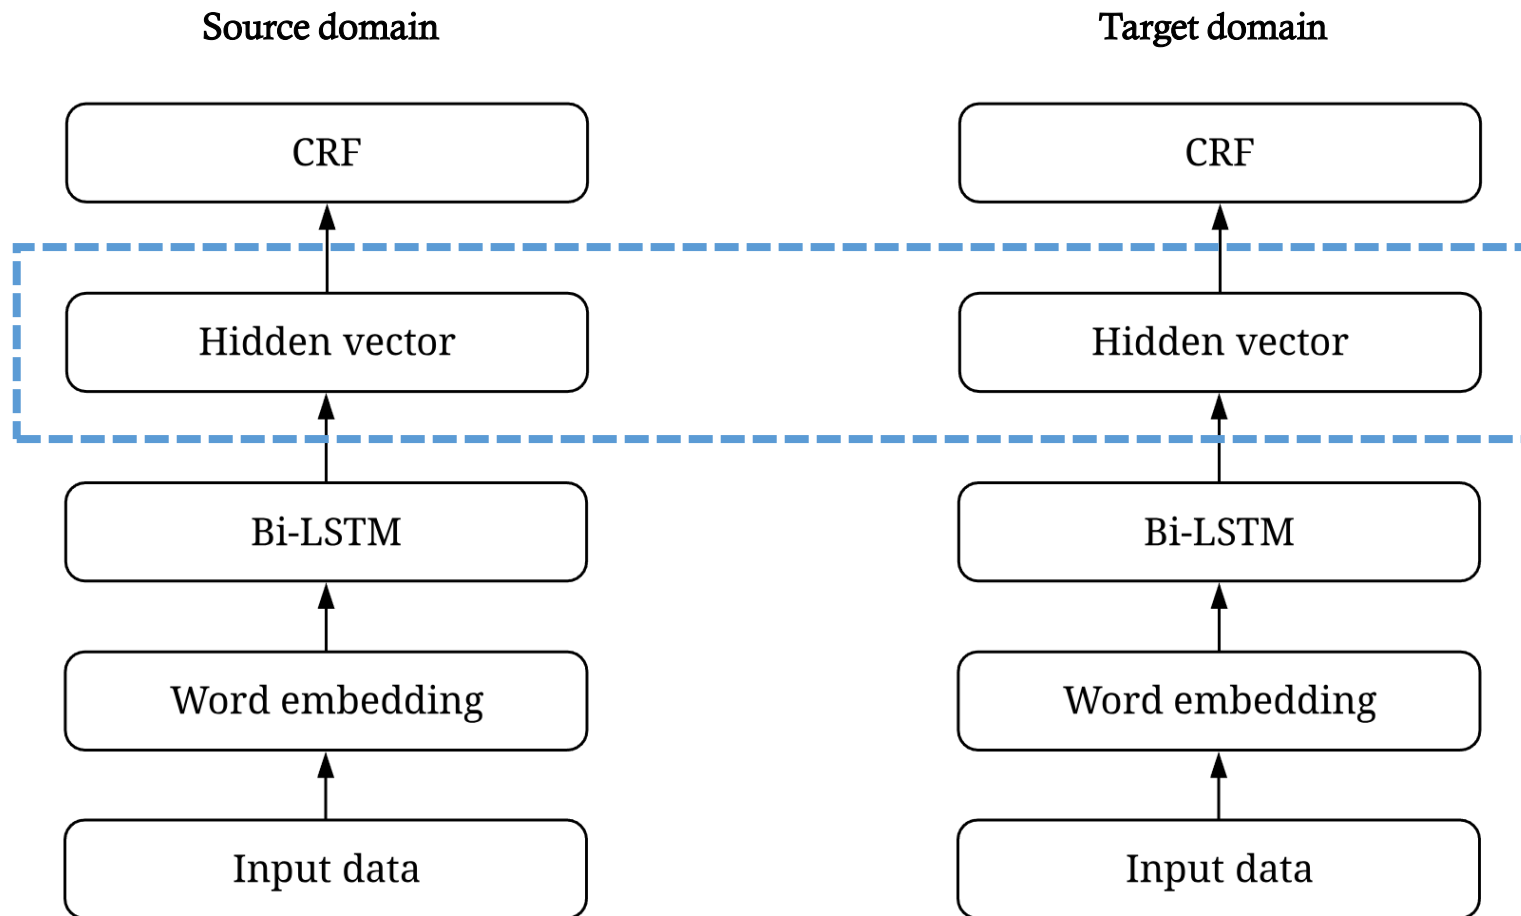 Source domain
Target domain
CRF
CRF
Hidden vector
Hidden vector
Bi-LSTM
Bi-LSTM
Word embedding
Word embedding
Input data
Input data